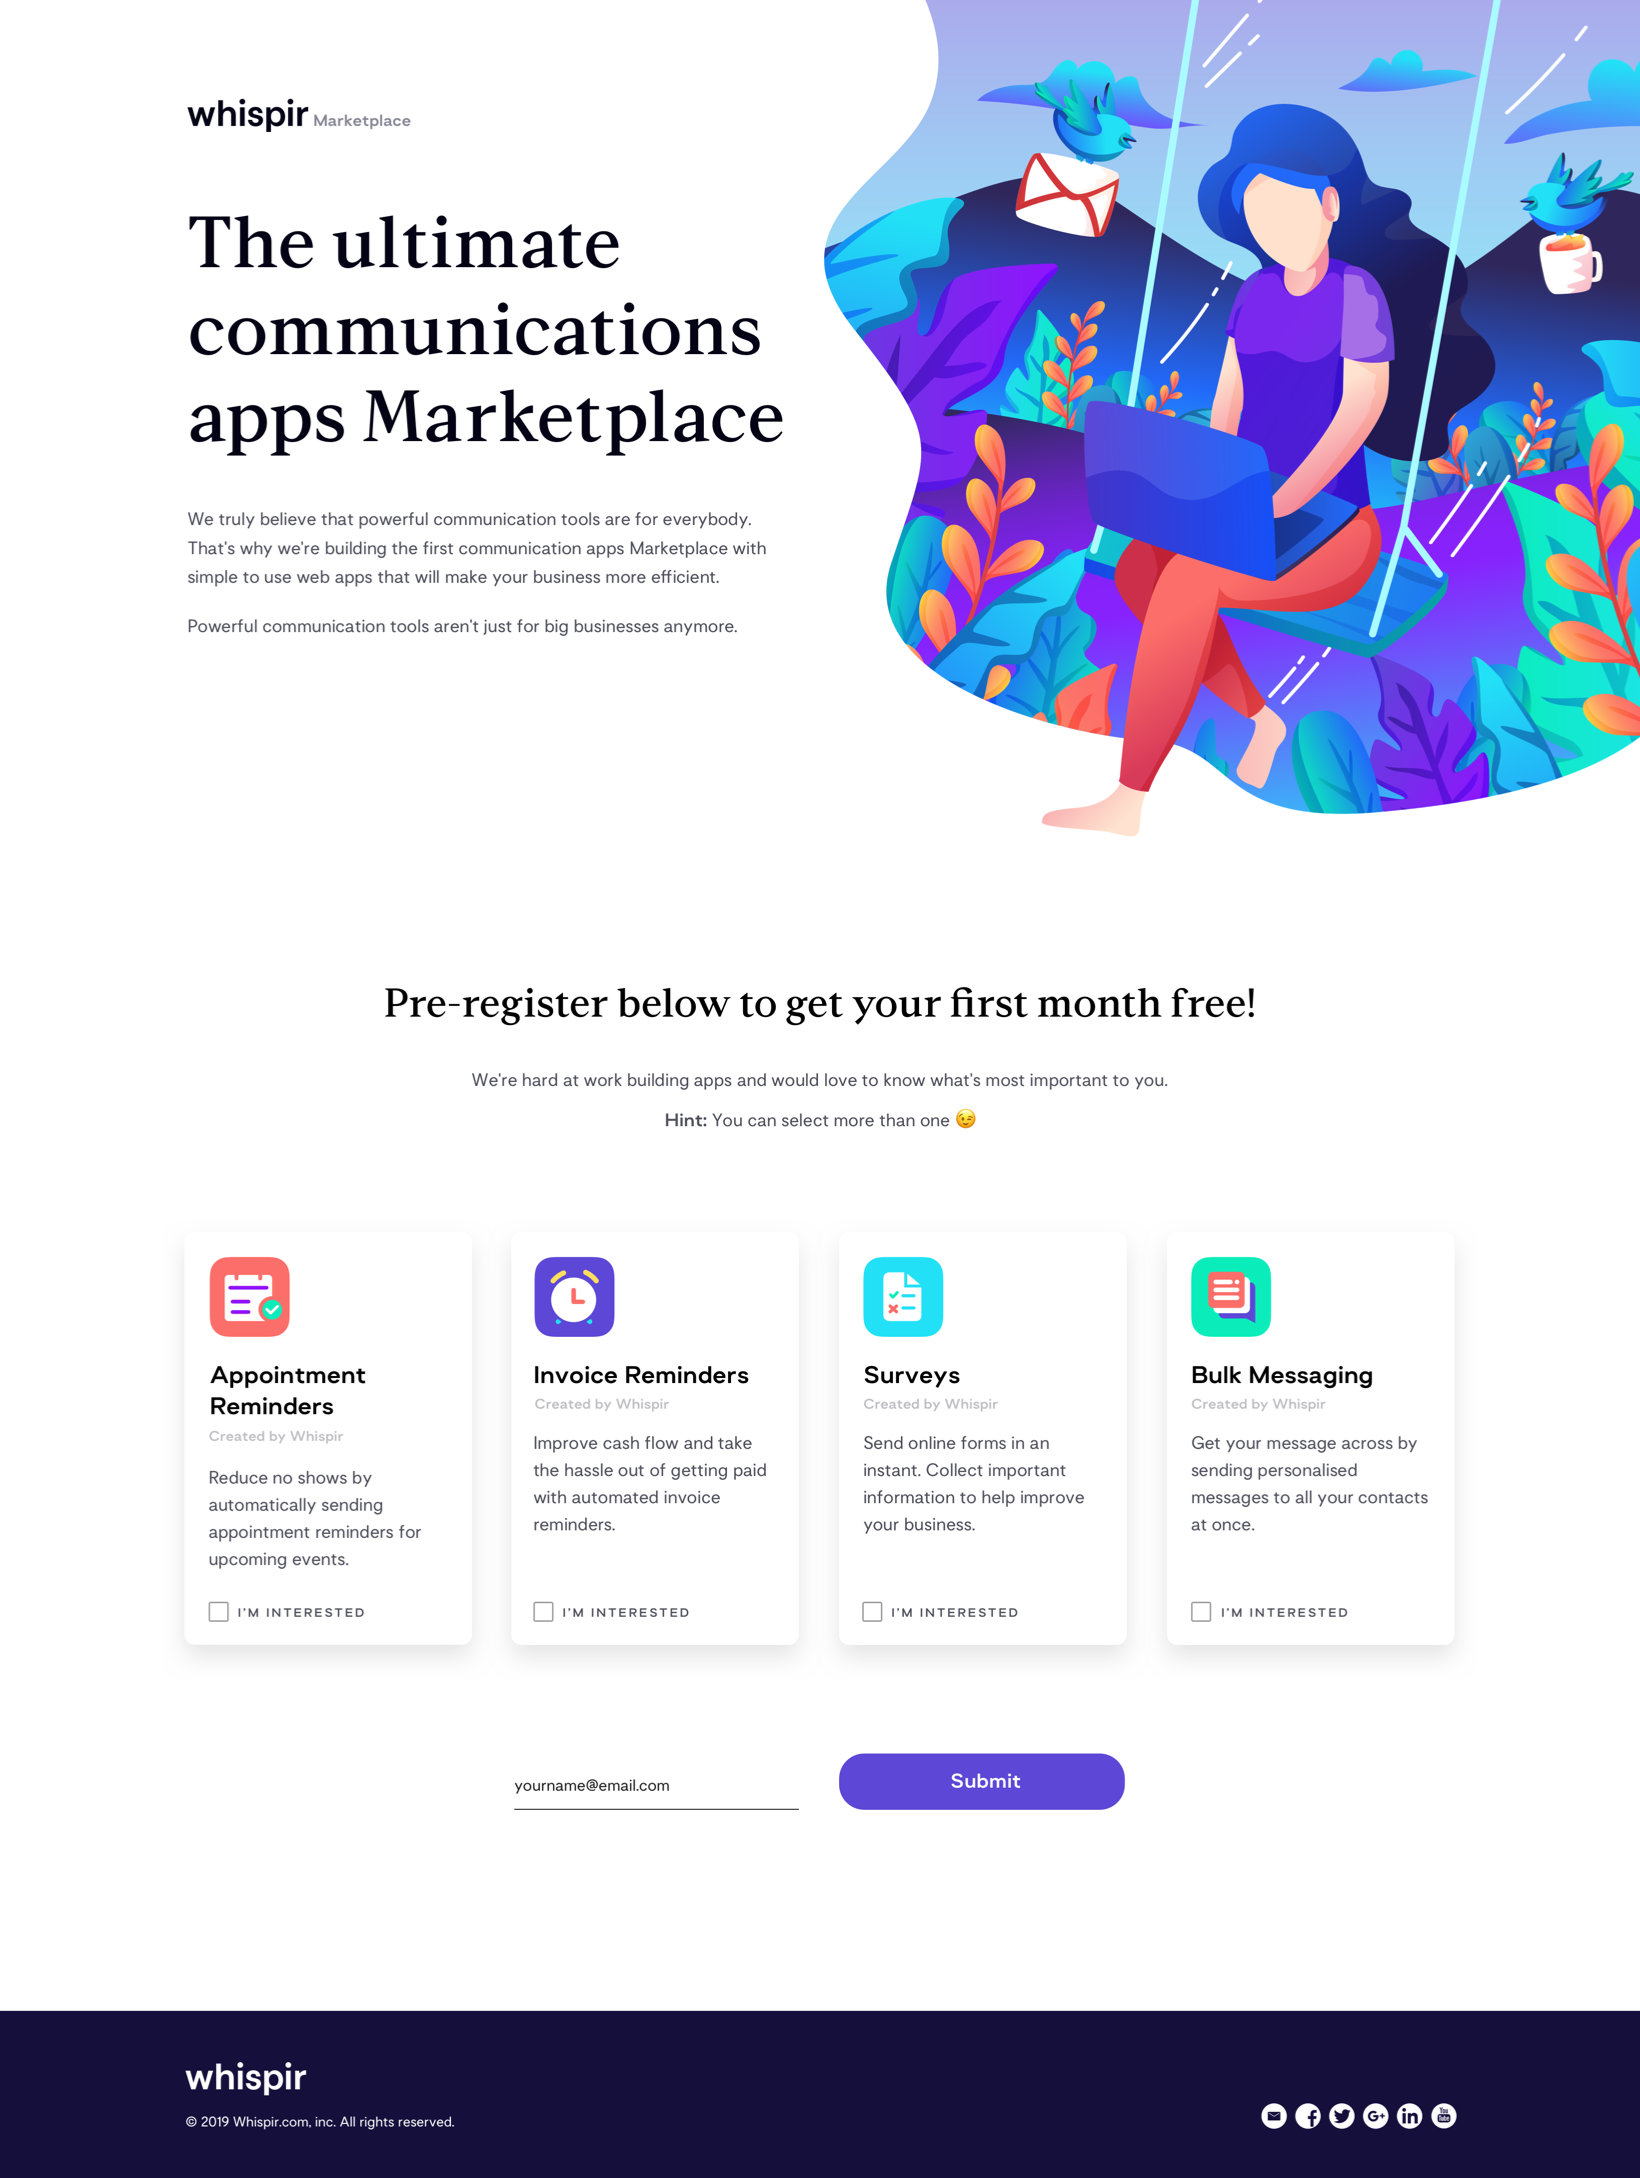 whispir Marketplace
The ultimate
communications
apps Marketplace
We truly believe that powerful communication tools are for everybody.
That's why we're building the first communication apps Marketplace with
simple to use web apps that will make your business more efficient.
Powerful communication tools aren't just for big businesses anymore.
Pre-register below to get your first month free!
We're hard at work building apps and would love to know what's most important to you.
Hint: You can select more than one 😉
Appointment
Reminders
Created by Whispir
Reduce no shows by
automatically sending
appointment reminders for
upcoming events.
I'M INTERESTED
Invoice Reminders
Created by Whispir
Improve cash flow and take
the hassle out of getting paid
with automated invoice
reminders.
I'M INTERESTED
Surveys
Created by Whispir
Send online forms in an
instant. Collect important
information to help improve
your business.
I'M INTERESTED
Bulk Messaging
Created by Whispir
Get your message across by
sending personalised
messages to all your contacts
at once.
I'M INTERESTED
yourname@email.com
Submit
whispir
© 2019 Whispir.com, inc. All rights reserved.
G+
in
You
Tube